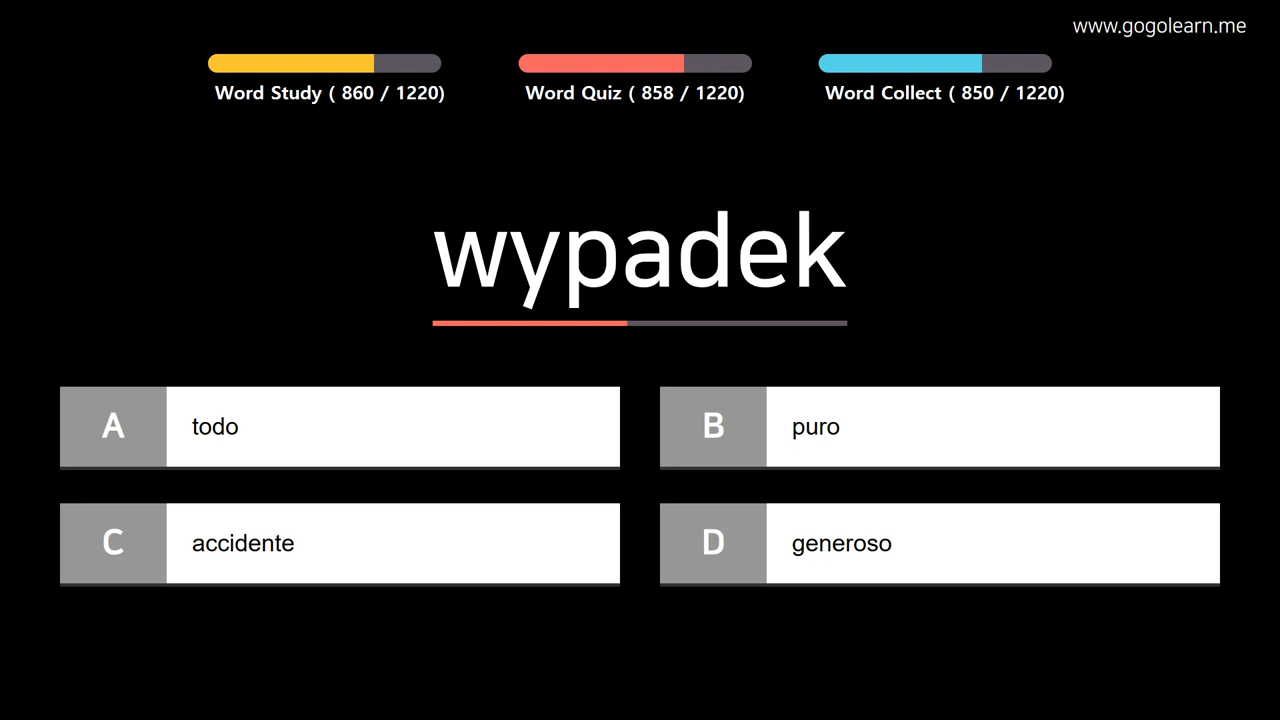 www.gogolearn.me
Word Study ( 860 / 1220)
Word Quiz ( 858 / 1220)
Word Collect ( 850 / 1220)
wypadek
A
todo
B
puro
C
accidente
D
generoso